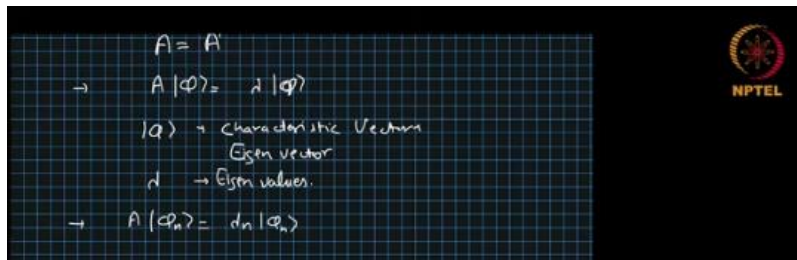 A = A'
→ A |φ⟩ = λ |φ⟩
|φ⟩ → Characteristic Vectors
Eigen vector
λ → Eigen values.
→ A |φn⟩ = λn |φn⟩
NPTEL